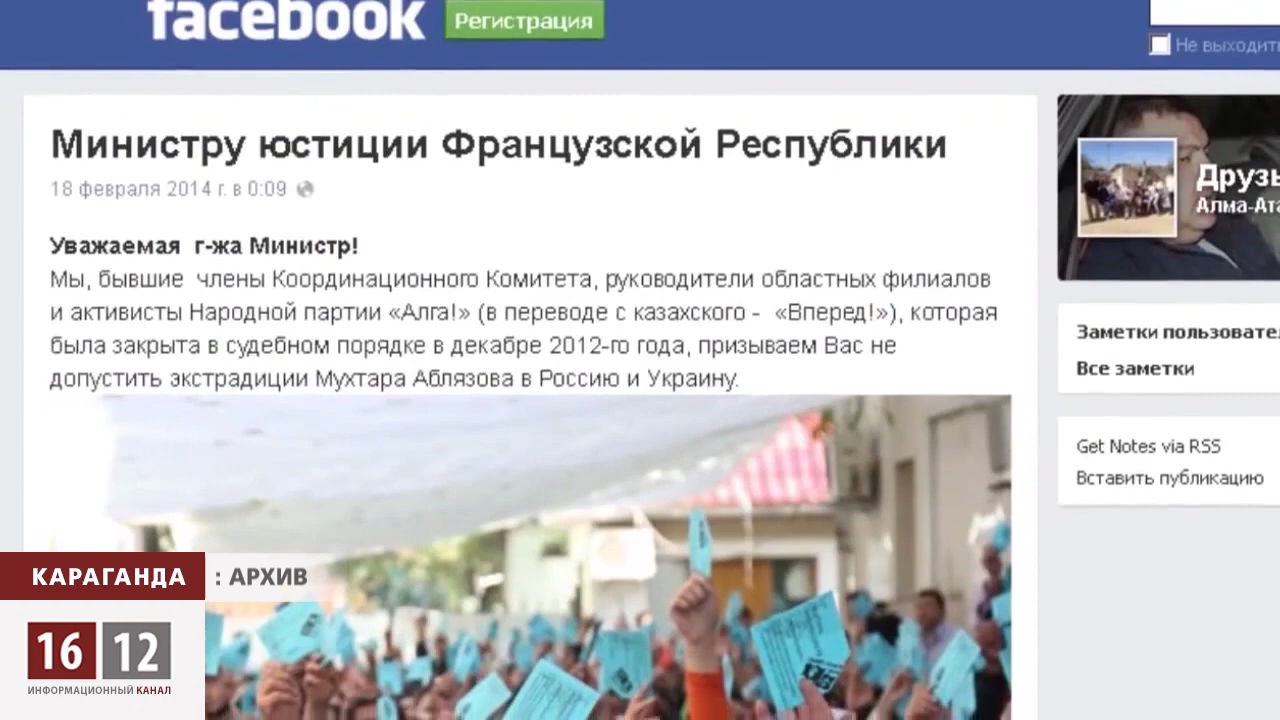 facebook
Регистрация
Не выходить
Министру юстиции Французской Республики
18 февраля 2014 г. в 0:09
Уважаемая г-жа Министр!
Мы, бывшие члены Координационного Комитета, руководители областных филиалов
и активисты Народной партии «Алга!» (в переводе с казахского - «Вперед!»), которая
была закрыта в судебном порядке в декабре 2012-го года, призываем Вас не
допустить экстрадиции Мухтара Аблязова в Россию и Украину.
Друзь
Алма-Ата
Заметки пользовате
Все заметки
Get Notes via RSS
Вставить публикацию
КАРАГАНДА : АРХИВ
16 12
ИНФОРМАЦИОННЫЙ КАНАЛ